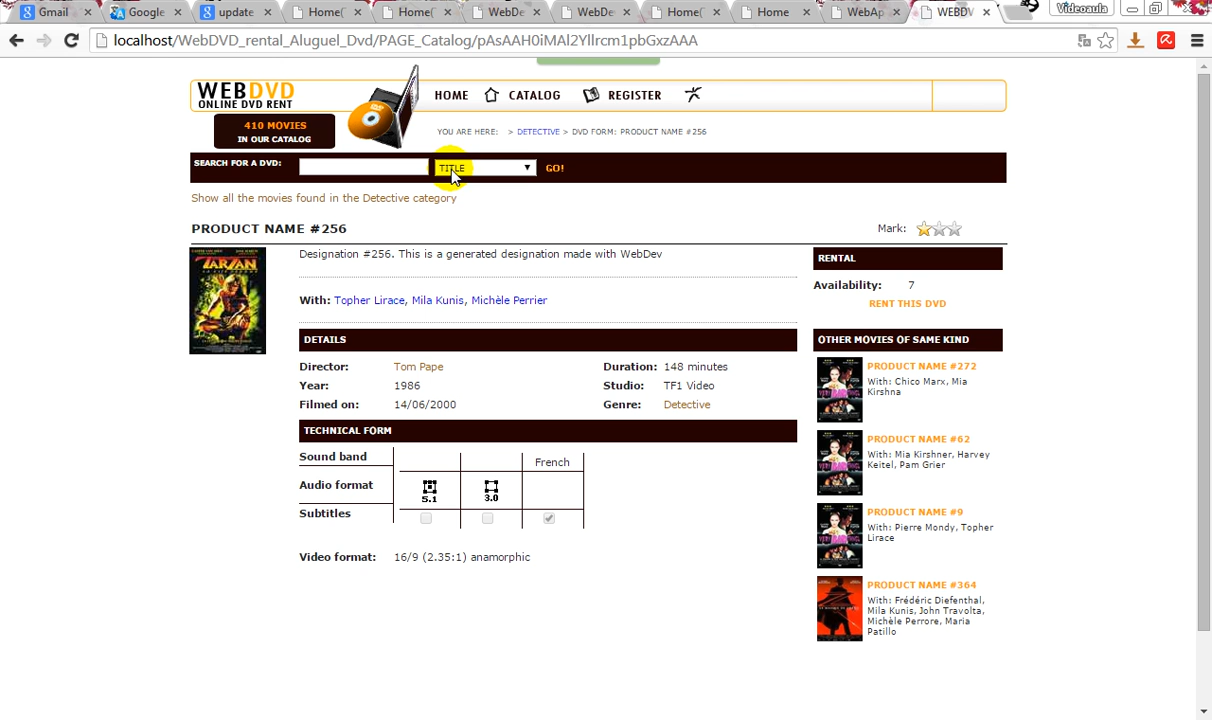 Gmail Google update Home( Home( WebDe WebDe Home( Home WebAp WEBDV Videoaula
localhost/WebDVD_rental_Aluguel_Dvd/PAGE_Catalog/pAsAAH0iMAl2Yllrcm1pbGxzAAA
WEBDVD
ONLINE DVD RENT
HOME CATALOG REGISTER
410 MOVIES
IN OUR CATALOG
YOU ARE HERE: > DETECTIVE > DVD FORM: PRODUCT NAME #256
SEARCH FOR A DVD: TITLE GO!
Show all the movies found in the Detective category
PRODUCT NAME #256 Mark:
Designation #256. This is a generated designation made with WebDev
With: Topher Lirace, Mila Kunis, Michèle Perrier
TARZAN
RENTAL
Availability: 7
RENT THIS DVD
DETAILS
Director: Tom Pape Duration: 148 minutes
Year: 1986 Studio: TF1 Video
Filmed on: 14/06/2000 Genre: Detective
TECHNICAL FORM
Sound band French
Audio format 5.1 3.0
Subtitles
Video format: 16/9 (2.35:1) anamorphic
OTHER MOVIES OF SAME KIND
PRODUCT NAME #272
With: Chico Marx, Mia
Kirshna
PRODUCT NAME #62
With: Mia Kirshner, Harvey
Keitel, Pam Grier
PRODUCT NAME #9
With: Pierre Mondy, Topher
Lirace
PRODUCT NAME #364
With: Frédéric Diefenthal,
Mila Kunis, John Travolta,
Michèle Perrore, Maria
Patillo